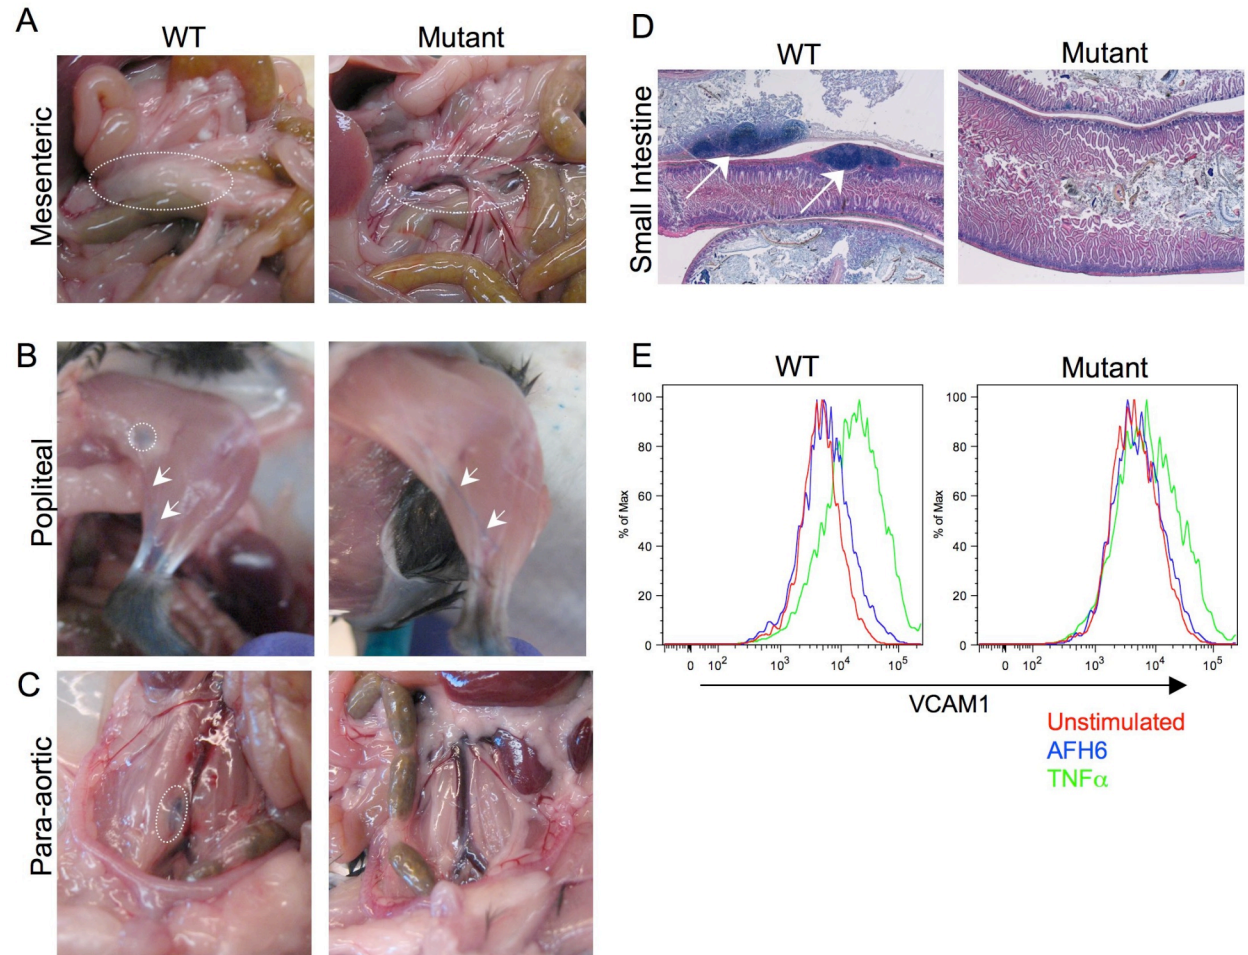 A
WT
Mutant
Mesenteric
B
Popliteal
C
Para-aortic
D
WT
Mutant
Small Intestine
E
WT
Mutant
100
80
60
40
20
0
% of Max
0
10²
10³
10⁴
10⁵
100
80
60
40
20
0
% of Max
0
10²
10³
10⁴
10⁵
VCAM1
Unstimulated
AFH6
TNFα